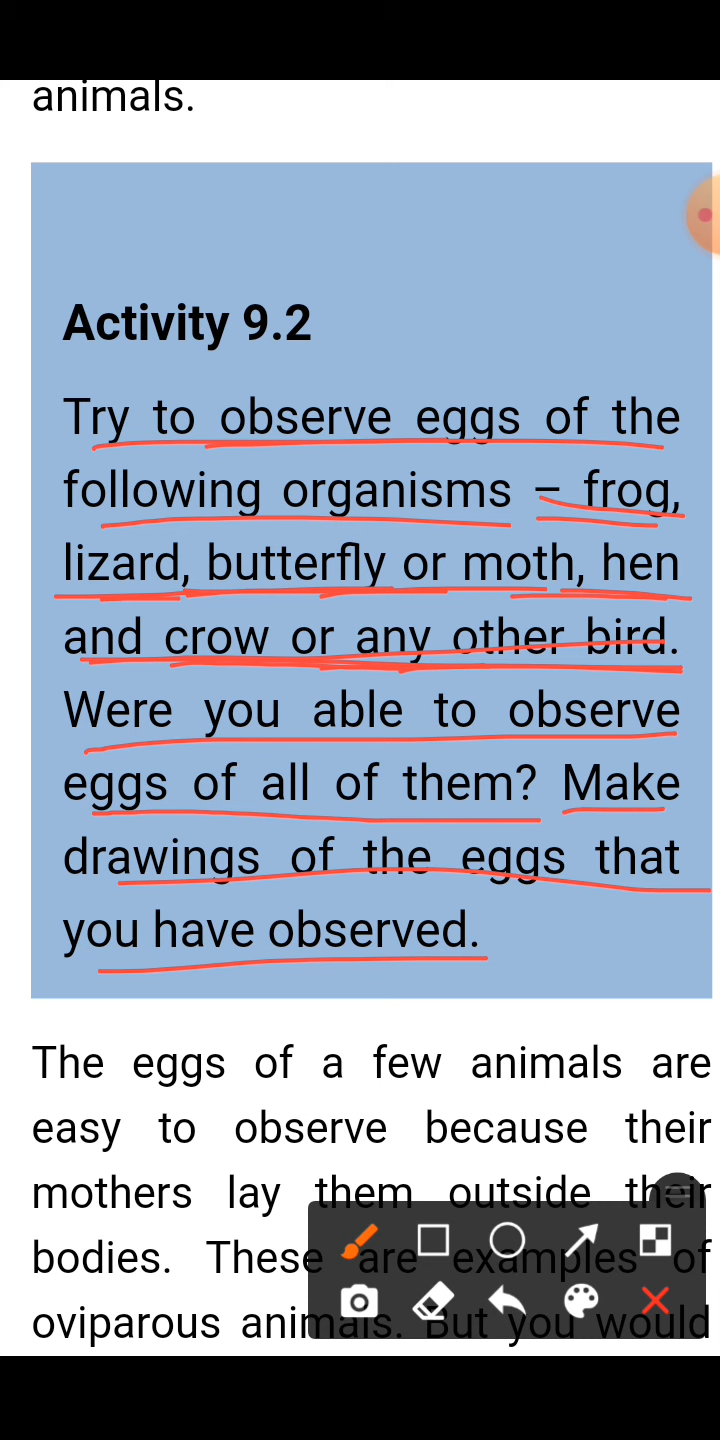 animals.
Activity 9.2
Try to observe eggs of the
following organisms – frog,
lizard, butterfly or moth, hen
and crow or any other bird.
Were you able to observe
eggs of all of them? Make
drawings of the eggs that
you have observed.
The eggs of a few animals are
easy to observe because their
mothers lay them outside their
bodies. These are examples of
oviparous animals. But you would